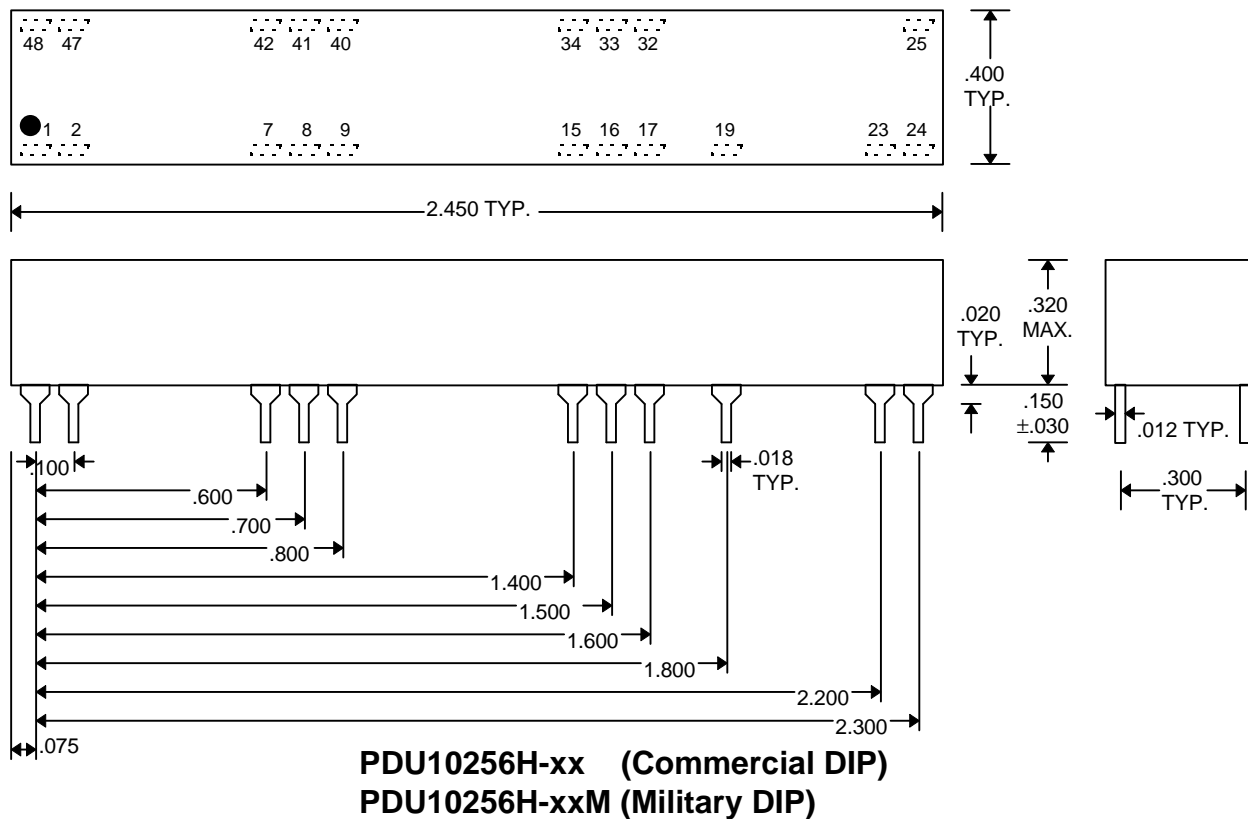 48 47 42 41 40 34 33 32 25
.400
TYP.
1 2 7 8 9 15 16 17 19 23 24
2.450 TYP.
.020
TYP.
.320
MAX.
.150
±.030
.012 TYP.
.300
TYP.
.018
TYP.
.100
.600
.700
.800
1.400
1.500
1.600
1.800
2.200
2.300
.075
PDU10256H-xx (Commercial DIP)
PDU10256H-xxM (Military DIP)